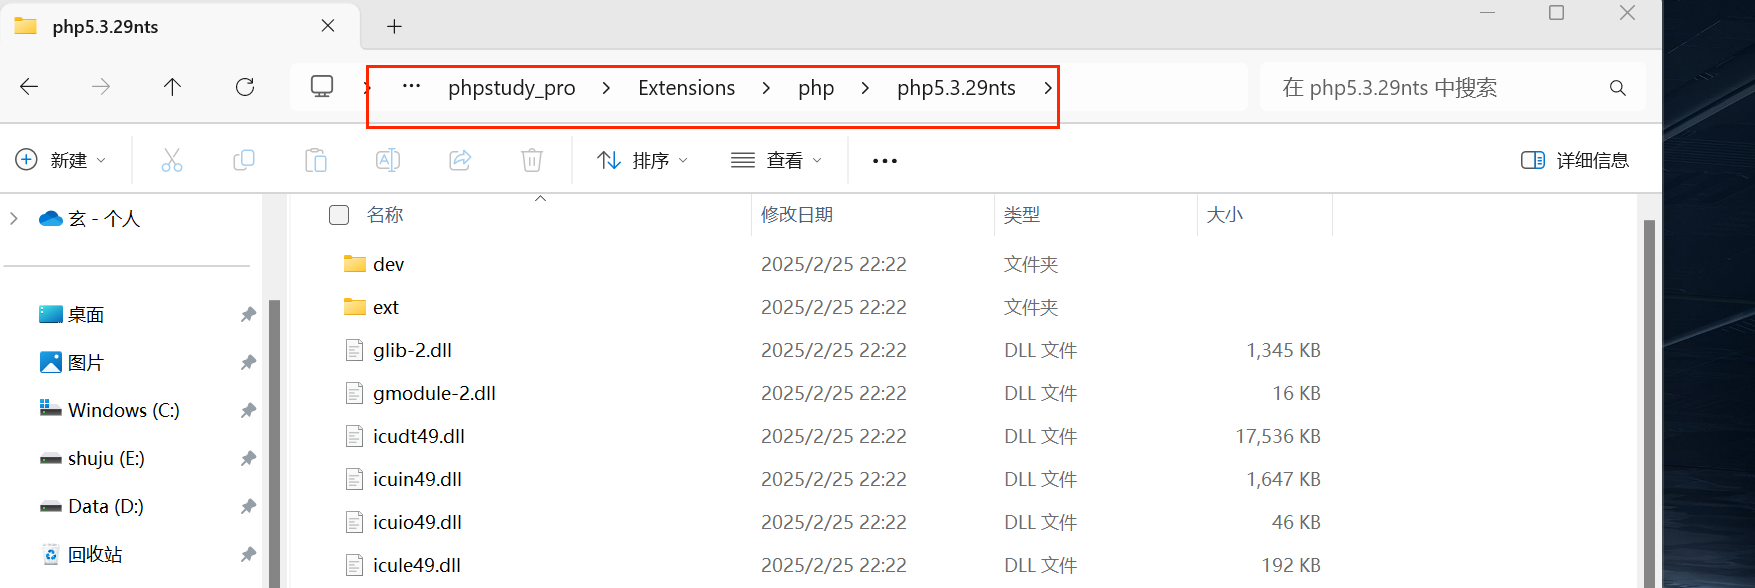 php5.3.29nts
··· phpstudy_pro > Extensions > php > php5.3.29nts >
在 php5.3.29nts 中搜索
新建
排序
查看
详细信息
玄 - 个人
桌面
图片
Windows (C:)
shuju (E:)
Data (D:)
回收站
名称 修改日期 类型 大小
dev 2025/2/25 22:22 文件夹
ext 2025/2/25 22:22 文件夹
glib-2.dll 2025/2/25 22:22 DLL 文件 1,345 KB
gmodule-2.dll 2025/2/25 22:22 DLL 文件 16 KB
icudt49.dll 2025/2/25 22:22 DLL 文件 17,536 KB
icuin49.dll 2025/2/25 22:22 DLL 文件 1,647 KB
icuio49.dll 2025/2/25 22:22 DLL 文件 46 KB
icule49.dll 2025/2/25 22:22 DLL 文件 192 KB